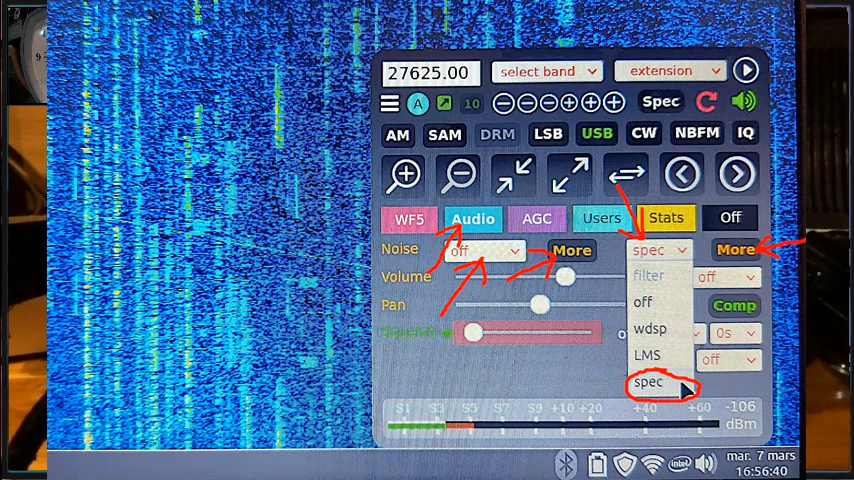 27625.00 select band extension
A 10 Spec
AM SAM DRM LSB USB CW NBFM IQ
WF5 Audio AGC Users Stats Off
Noise off More spec More
Volume filter off
Pan off Comp
Squelch wdsp 0s
LMS off
spec
S1 S3 S5 S7 S9 +10 +20 +40 +60 -106
dBm
intel mar. 7 mars
16:56:40